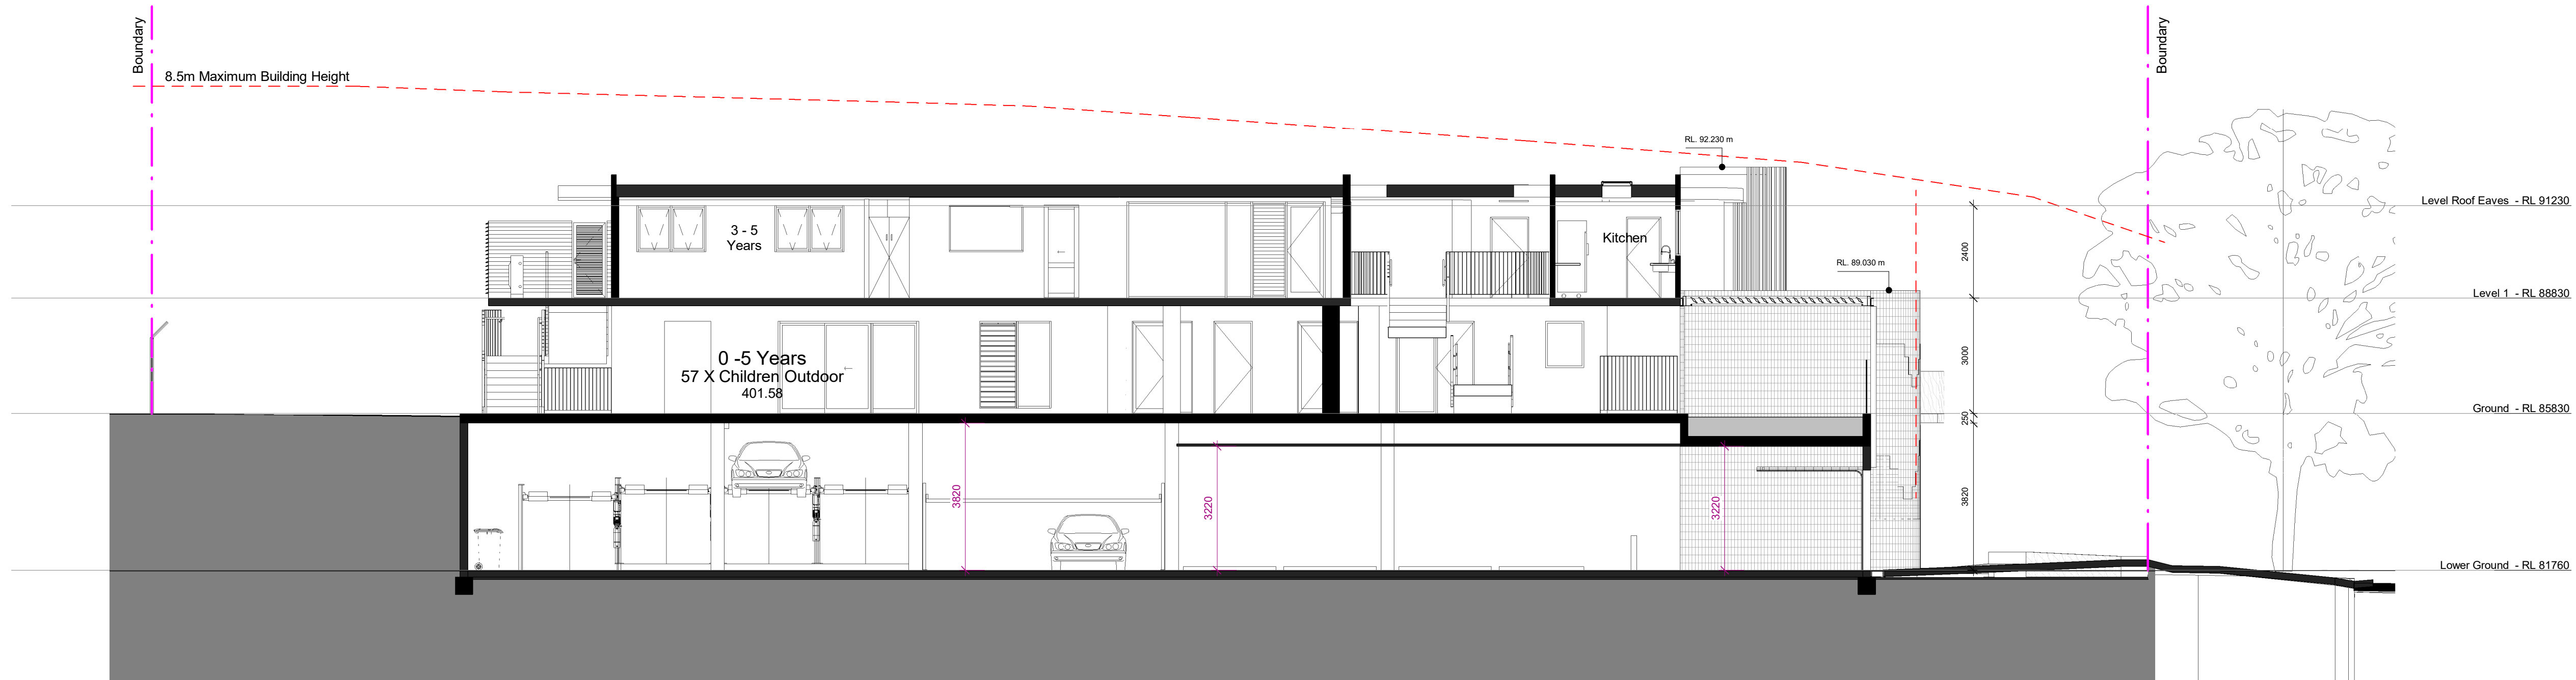 Boundary
8.5m Maximum Building Height
Boundary
RL. 92.230 m
Level Roof Eaves - RL 91230
3 - 5
Years
Kitchen
2400
RL. 89.030 m
Level 1 - RL 88830
0 -5 Years
57 X Children Outdoor
401.58
3000
Ground - RL 85830
250
3820
3220
3220
3820
Lower Ground - RL 81760